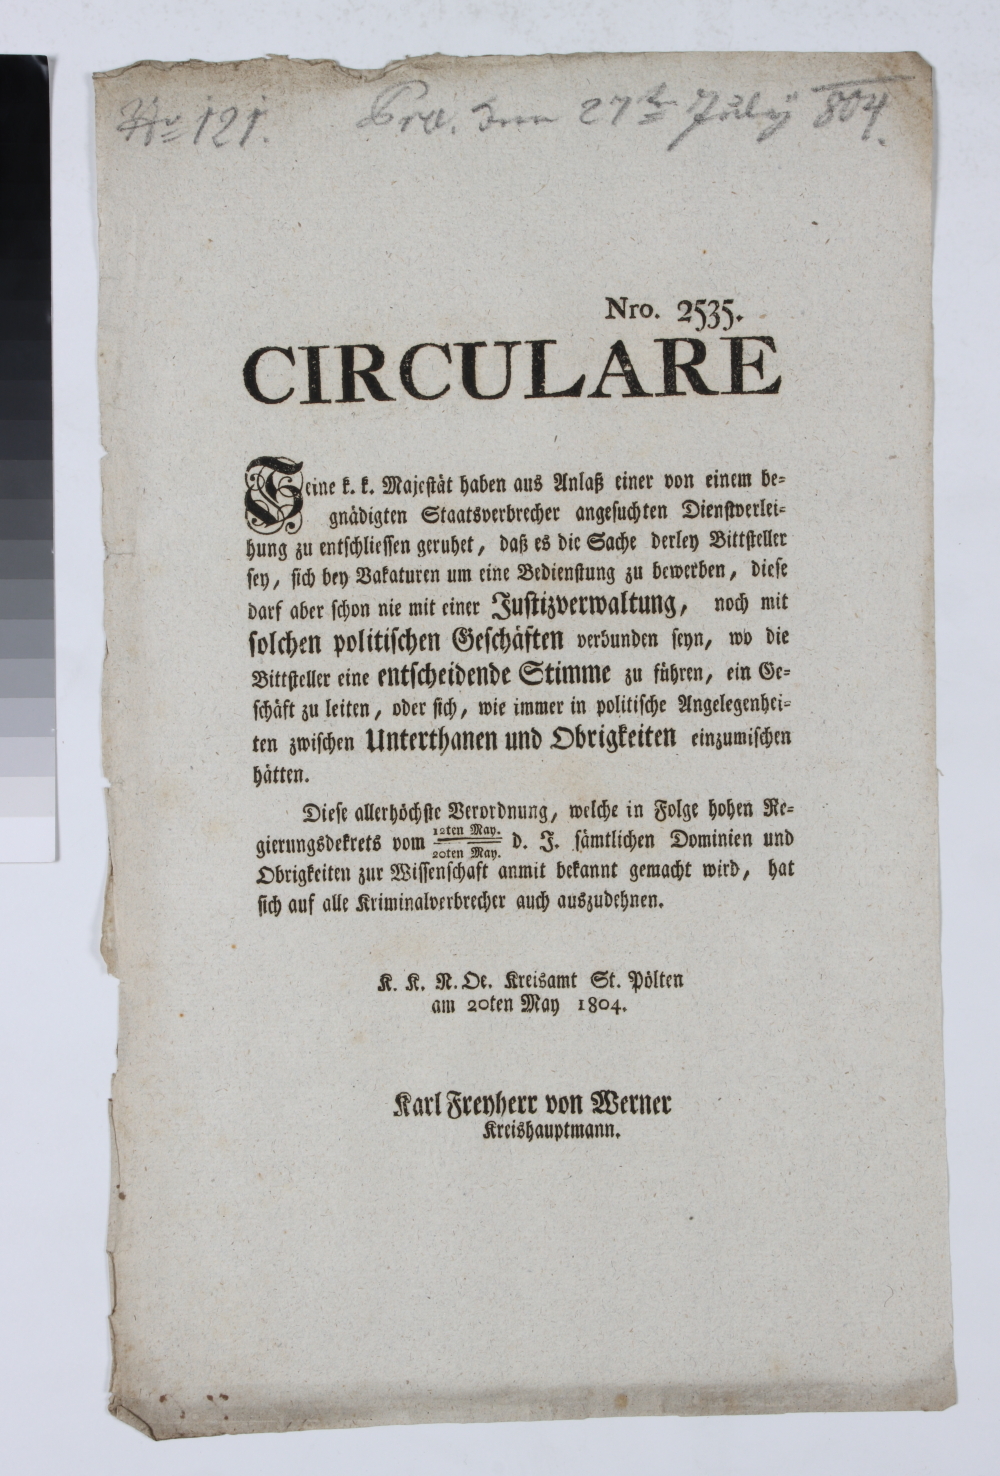 No 121. Prae. den 27ten July 804.
Nro. 2535.
CIRCULARE
Seine k. k. Majestät haben aus Anlaß einer von einem be-
gnädigten Staatsverbrecher angesuchten Dienstverlei-
hung zu entschliessen geruhet, daß es die Sache derley Bittsteller
sey, sich bey Vakaturen um eine Bedienstung zu bewerben, diese
darf aber schon nie mit einer Justizverwaltung, noch mit
solchen politischen Geschäften verbunden seyn, wo die
Bittsteller eine entscheidende Stimme zu führen, ein Ge-
schäft zu leiten, oder sich, wie immer in politische Angelegenhei-
ten zwischen Unterthanen und Obrigkeiten einzumischen
hätten.
Diese allerhöchste Verordnung, welche in Folge hohen Re-
gierungsdekrets vom 12ten May. / 20ten May. d. J. sämtlichen Dominien und
Obrigkeiten zur Wissenschaft anmit bekannt gemacht wird, hat
sich auf alle Kriminalverbrecher auch auszudehnen.
K. K. N. Oe. Kreisamt St. Pölten
am 20ten May 1804.
Karl Freyherr von Werner
Kreishauptmann.